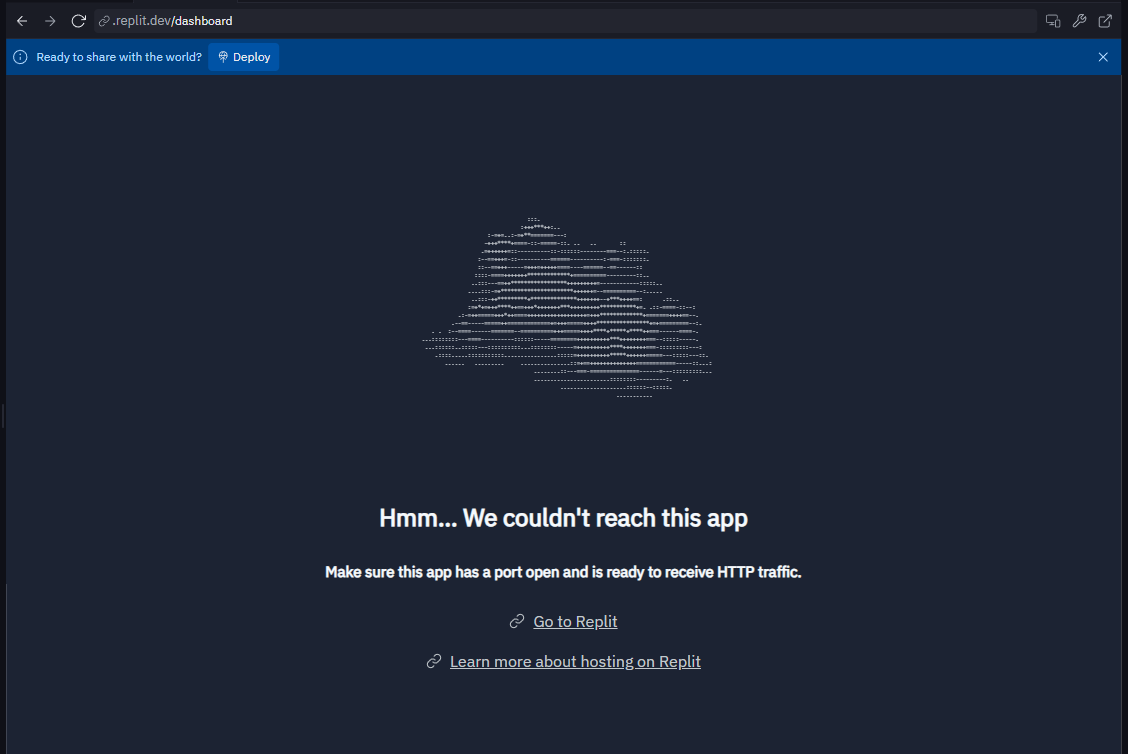 .replit.dev/dashboard
Ready to share with the world? Deploy
Hmm... We couldn't reach this app
Make sure this app has a port open and is ready to receive HTTP traffic.
Go to Replit
Learn more about hosting on Replit